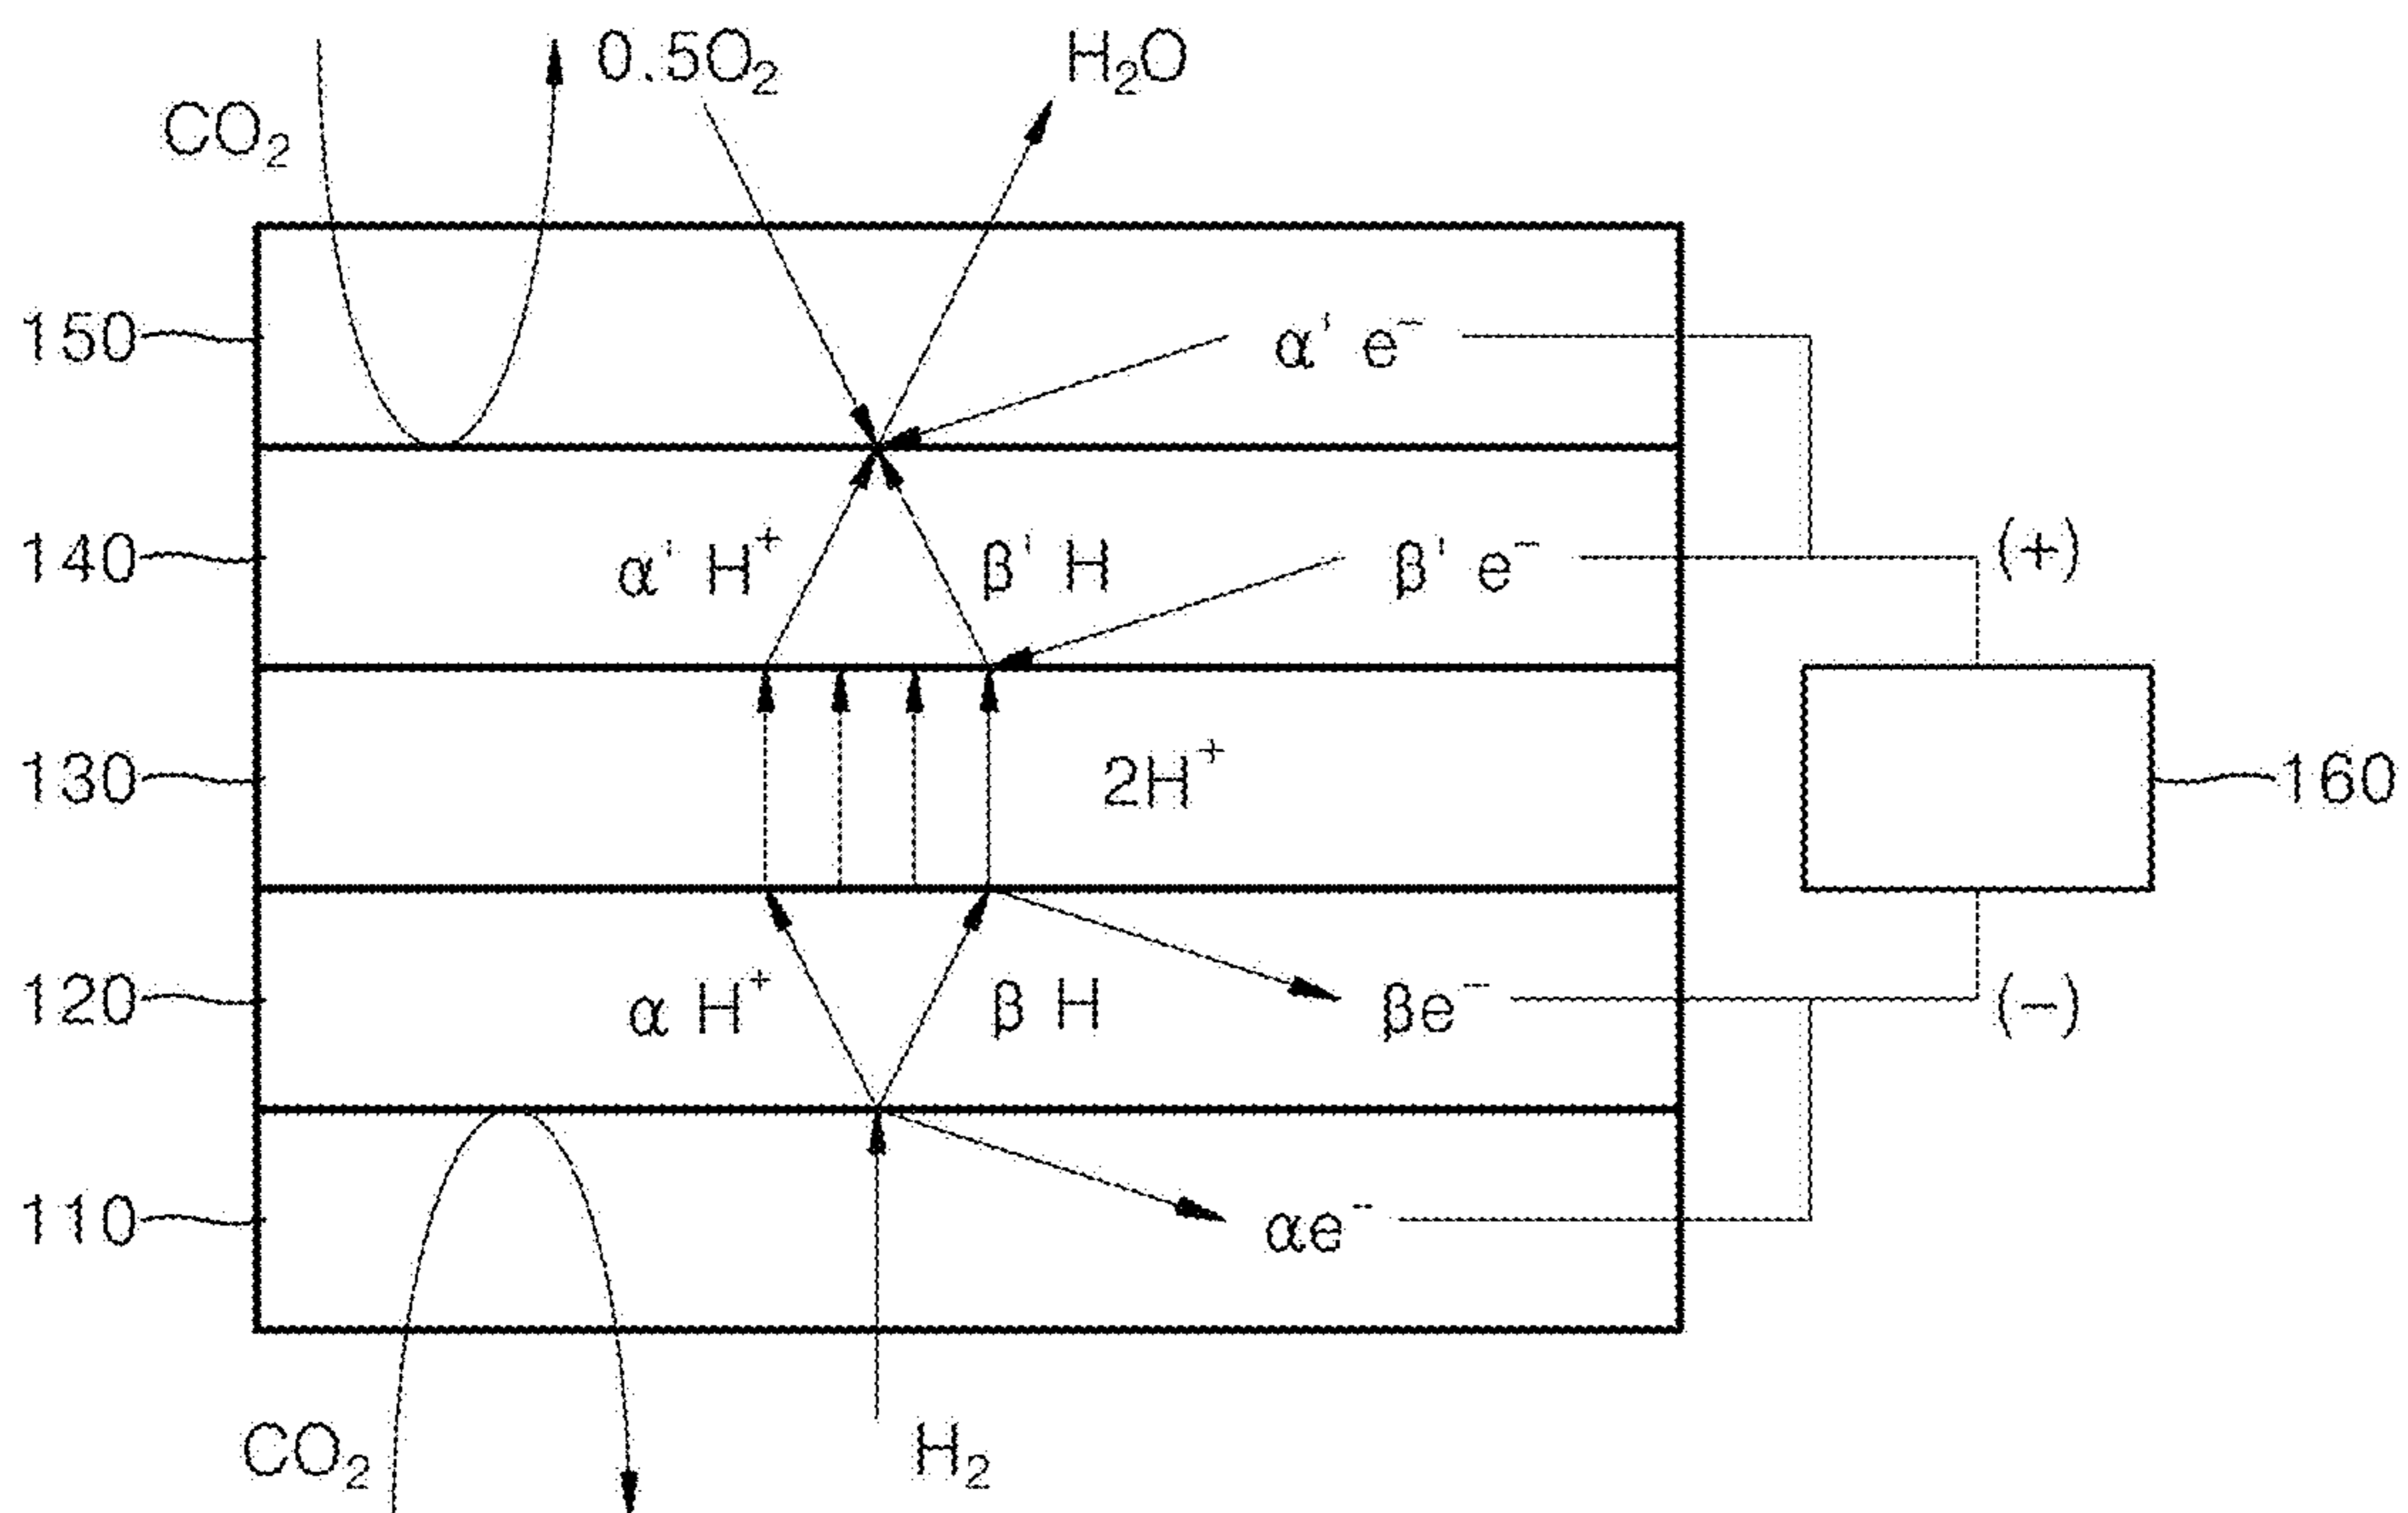 0.5O₂ H₂O
CO₂
150 α' e⁻
140 α' H⁺ β' H β' e⁻ (+)
130 2H⁺ 160
120 α H⁺ β H βe⁻ (−)
110 αe⁻
CO₂ H₂